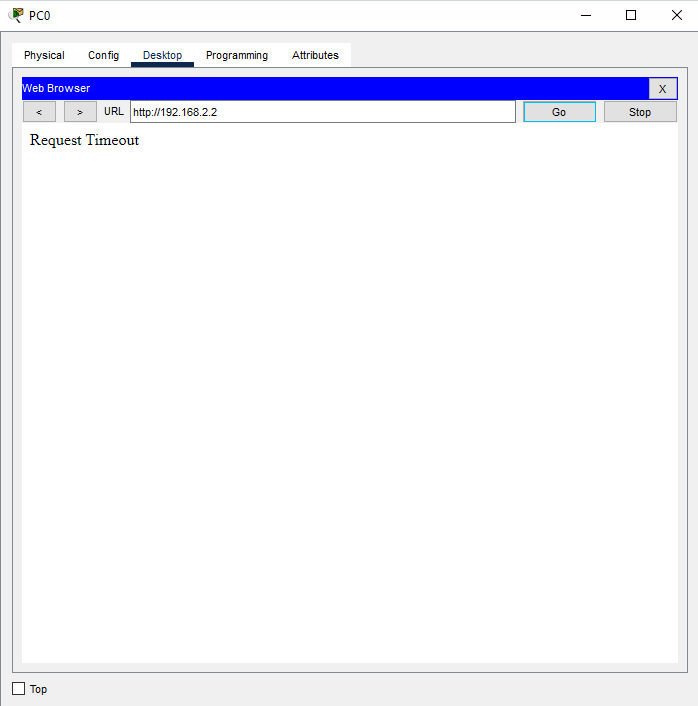 PC0
Physical Config Desktop Programming Attributes
Web Browser X
< > URL http://192.168.2.2 Go Stop
Request Timeout
Top